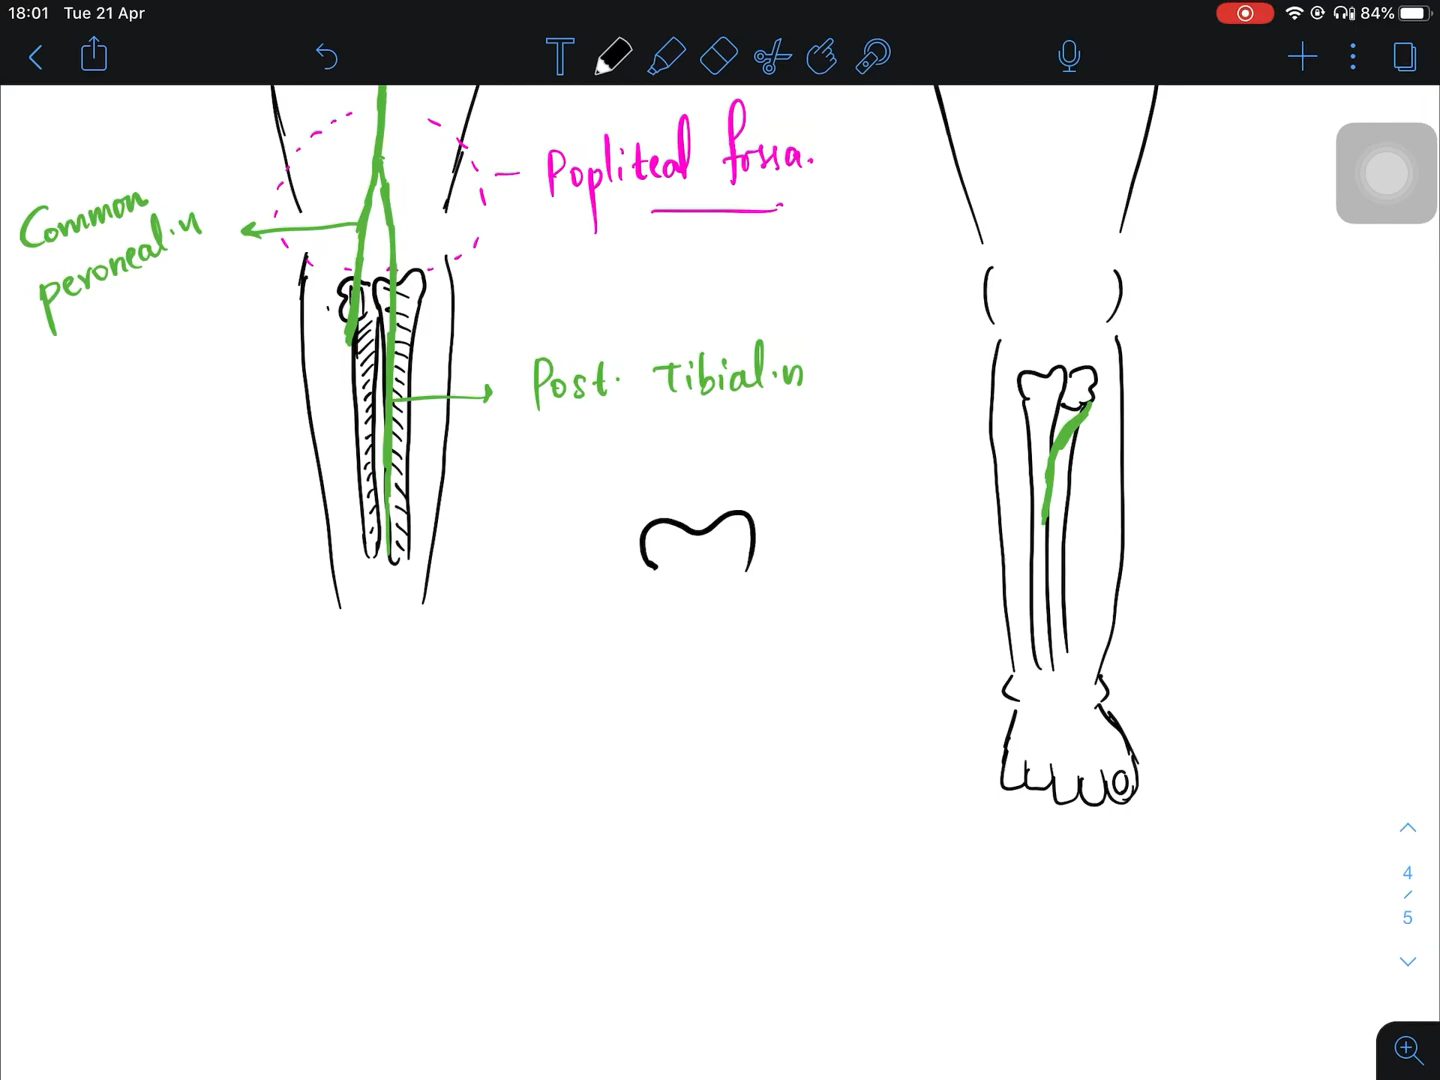 18:01 Tue 21 Apr
84%
T
Popliteal fossa.
Common
peroneal.n
Post. Tibial.n
4
/
5